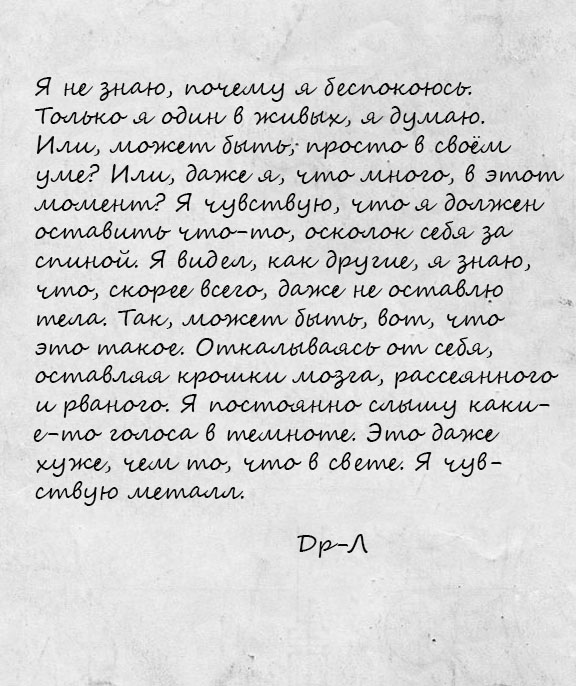 Я не знаю, почему я беспокоюсь.
Только я один в живых, я думаю.
Или, может быть, просто в своём
уме? Или, даже я, что много, в этот
момент? Я чувствую, что я должен
оставить что-то, осколок себя за
спиной. Я видел, как другие, я знаю,
что, скорее всего, даже не оставлю
тела. Так, может быть, вот, что
это такое. Откалываясь от себя,
оставляя крошки мозга, рассеянного
и рваного. Я постоянно слышу каки-
е-то голоса в темноте. Это даже
хуже, чем то, что в свете. Я чув-
ствую металл.
Др-Л